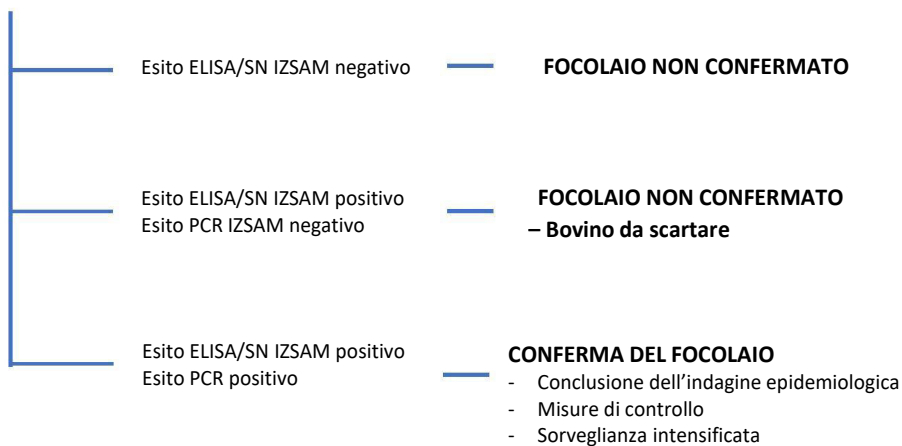 Esito ELISA/SN IZSAM negativo
FOCOLAIO NON CONFERMATO
Esito ELISA/SN IZSAM positivo
Esito PCR IZSAM negativo
FOCOLAIO NON CONFERMATO
– Bovino da scartare
Esito ELISA/SN IZSAM positivo
Esito PCR positivo
CONFERMA DEL FOCOLAIO
- Conclusione dell’indagine epidemiologica
- Misure di controllo
- Sorveglianza intensificata